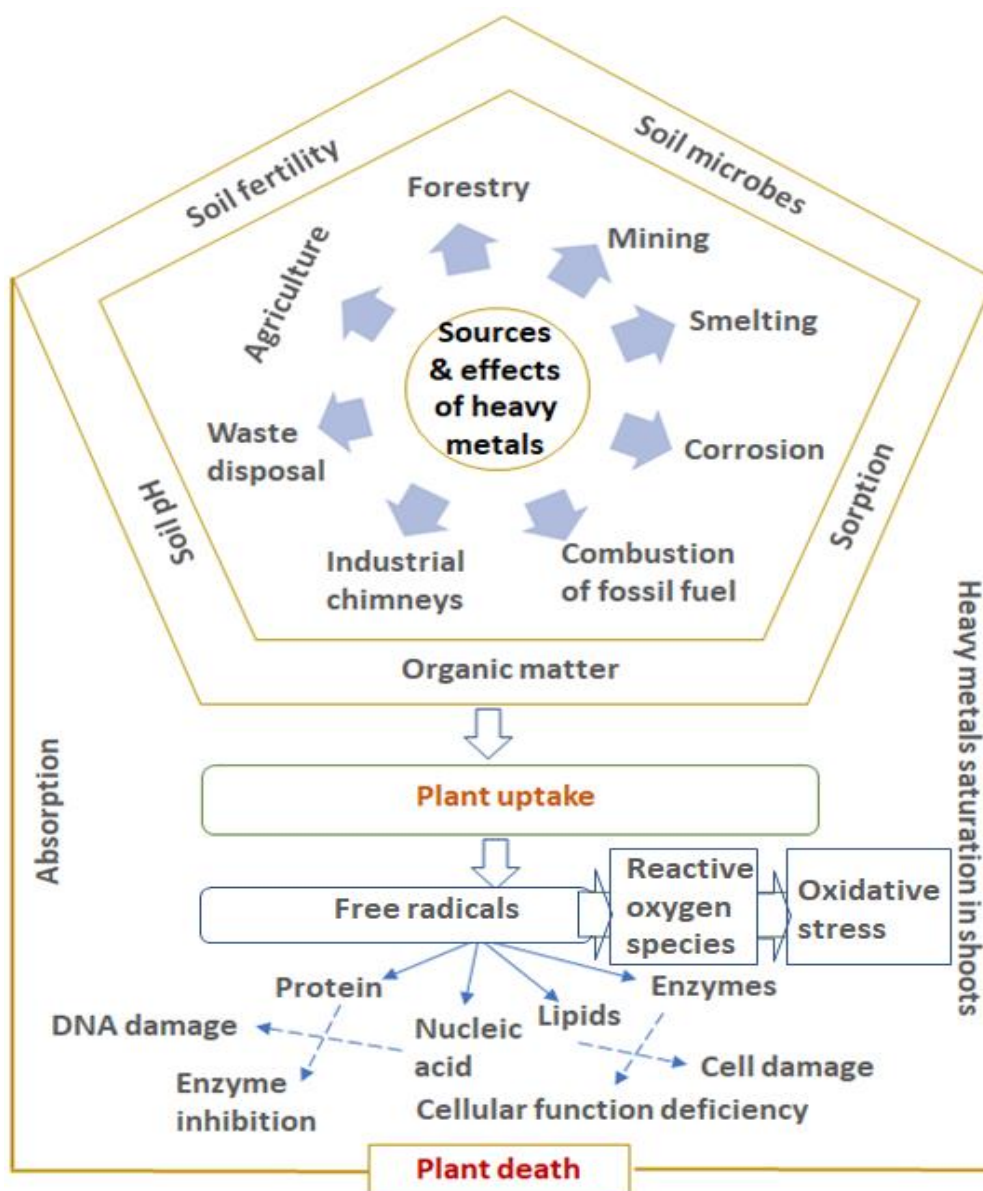 Soil fertility
Soil microbes
Forestry
Mining
Agriculture
Smelting
Sources
& effects
of heavy
metals
Waste
disposal
Corrosion
Soil pH
Sorption
Industrial
chimneys
Combustion
of fossil fuel
Organic matter
Absorption
Heavy metals saturation in shoots
Plant uptake
Free radicals
Reactive
oxygen
species
Oxidative
stress
Protein
Nucleic
acid
Lipids
Enzymes
DNA damage
Enzyme
inhibition
Cell damage
Cellular function deficiency
Plant death